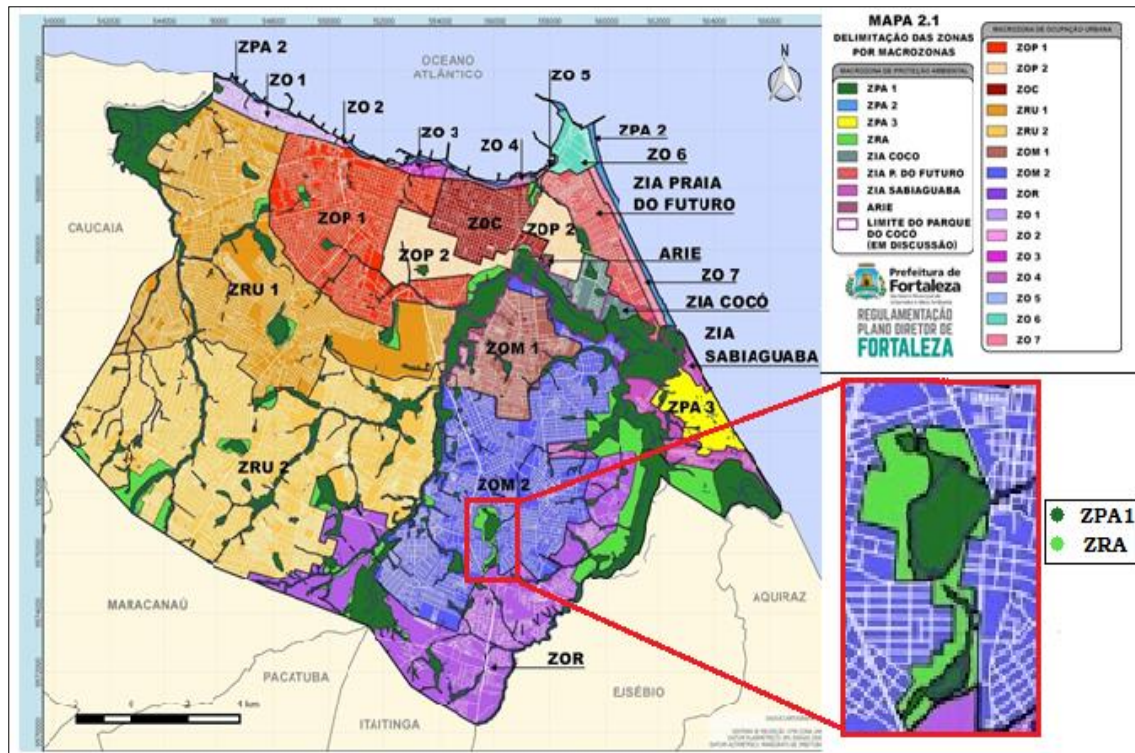 MAPA 2.1
DELIMITAÇÃO DAS ZONAS
POR MACROZONAS
MACROZONA DE PROTEÇÃO AMBIENTAL
ZPA 1
ZPA 2
ZPA 3
ZRA
ZIA COCO
ZIA P. DO FUTURO
ZIA SABIAGUABA
ARIE
LIMITE DO PARQUE
DO COCÓ
(EM DISCUSSÃO)
MACROZONA DE OCUPAÇÃO URBANA
ZOP 1
ZOP 2
ZOC
ZRU 1
ZRU 2
ZOM 1
ZOM 2
ZOR
ZO 1
ZO 2
ZO 3
ZO 4
ZO 5
ZO 6
ZO 7
Prefeitura de
Fortaleza
REGULAMENTAÇÃO
PLANO DIRETOR DE
FORTALEZA
N
OCEANO
ATLÂNTICO
ZPA 2
ZO 1
ZO 2
ZO 3
ZO 4
ZO 5
ZPA 2
ZO 6
ZIA PRAIA
DO FUTURO
ARIE
ZO 7
ZIA COCÓ
ZIA
SABIAGUABA
CAUCAIA
ZOP 1
ZOC
ZOP 2
ZOP 2
ZRU 1
ZOM 1
ZPA 3
ZRU 2
ZOM 2
MARACANAÚ
AQUIRAZ
ZOR
PACATUBA
EUSÉBIO
ITAITINGA
4 km
ZPA1
ZRA